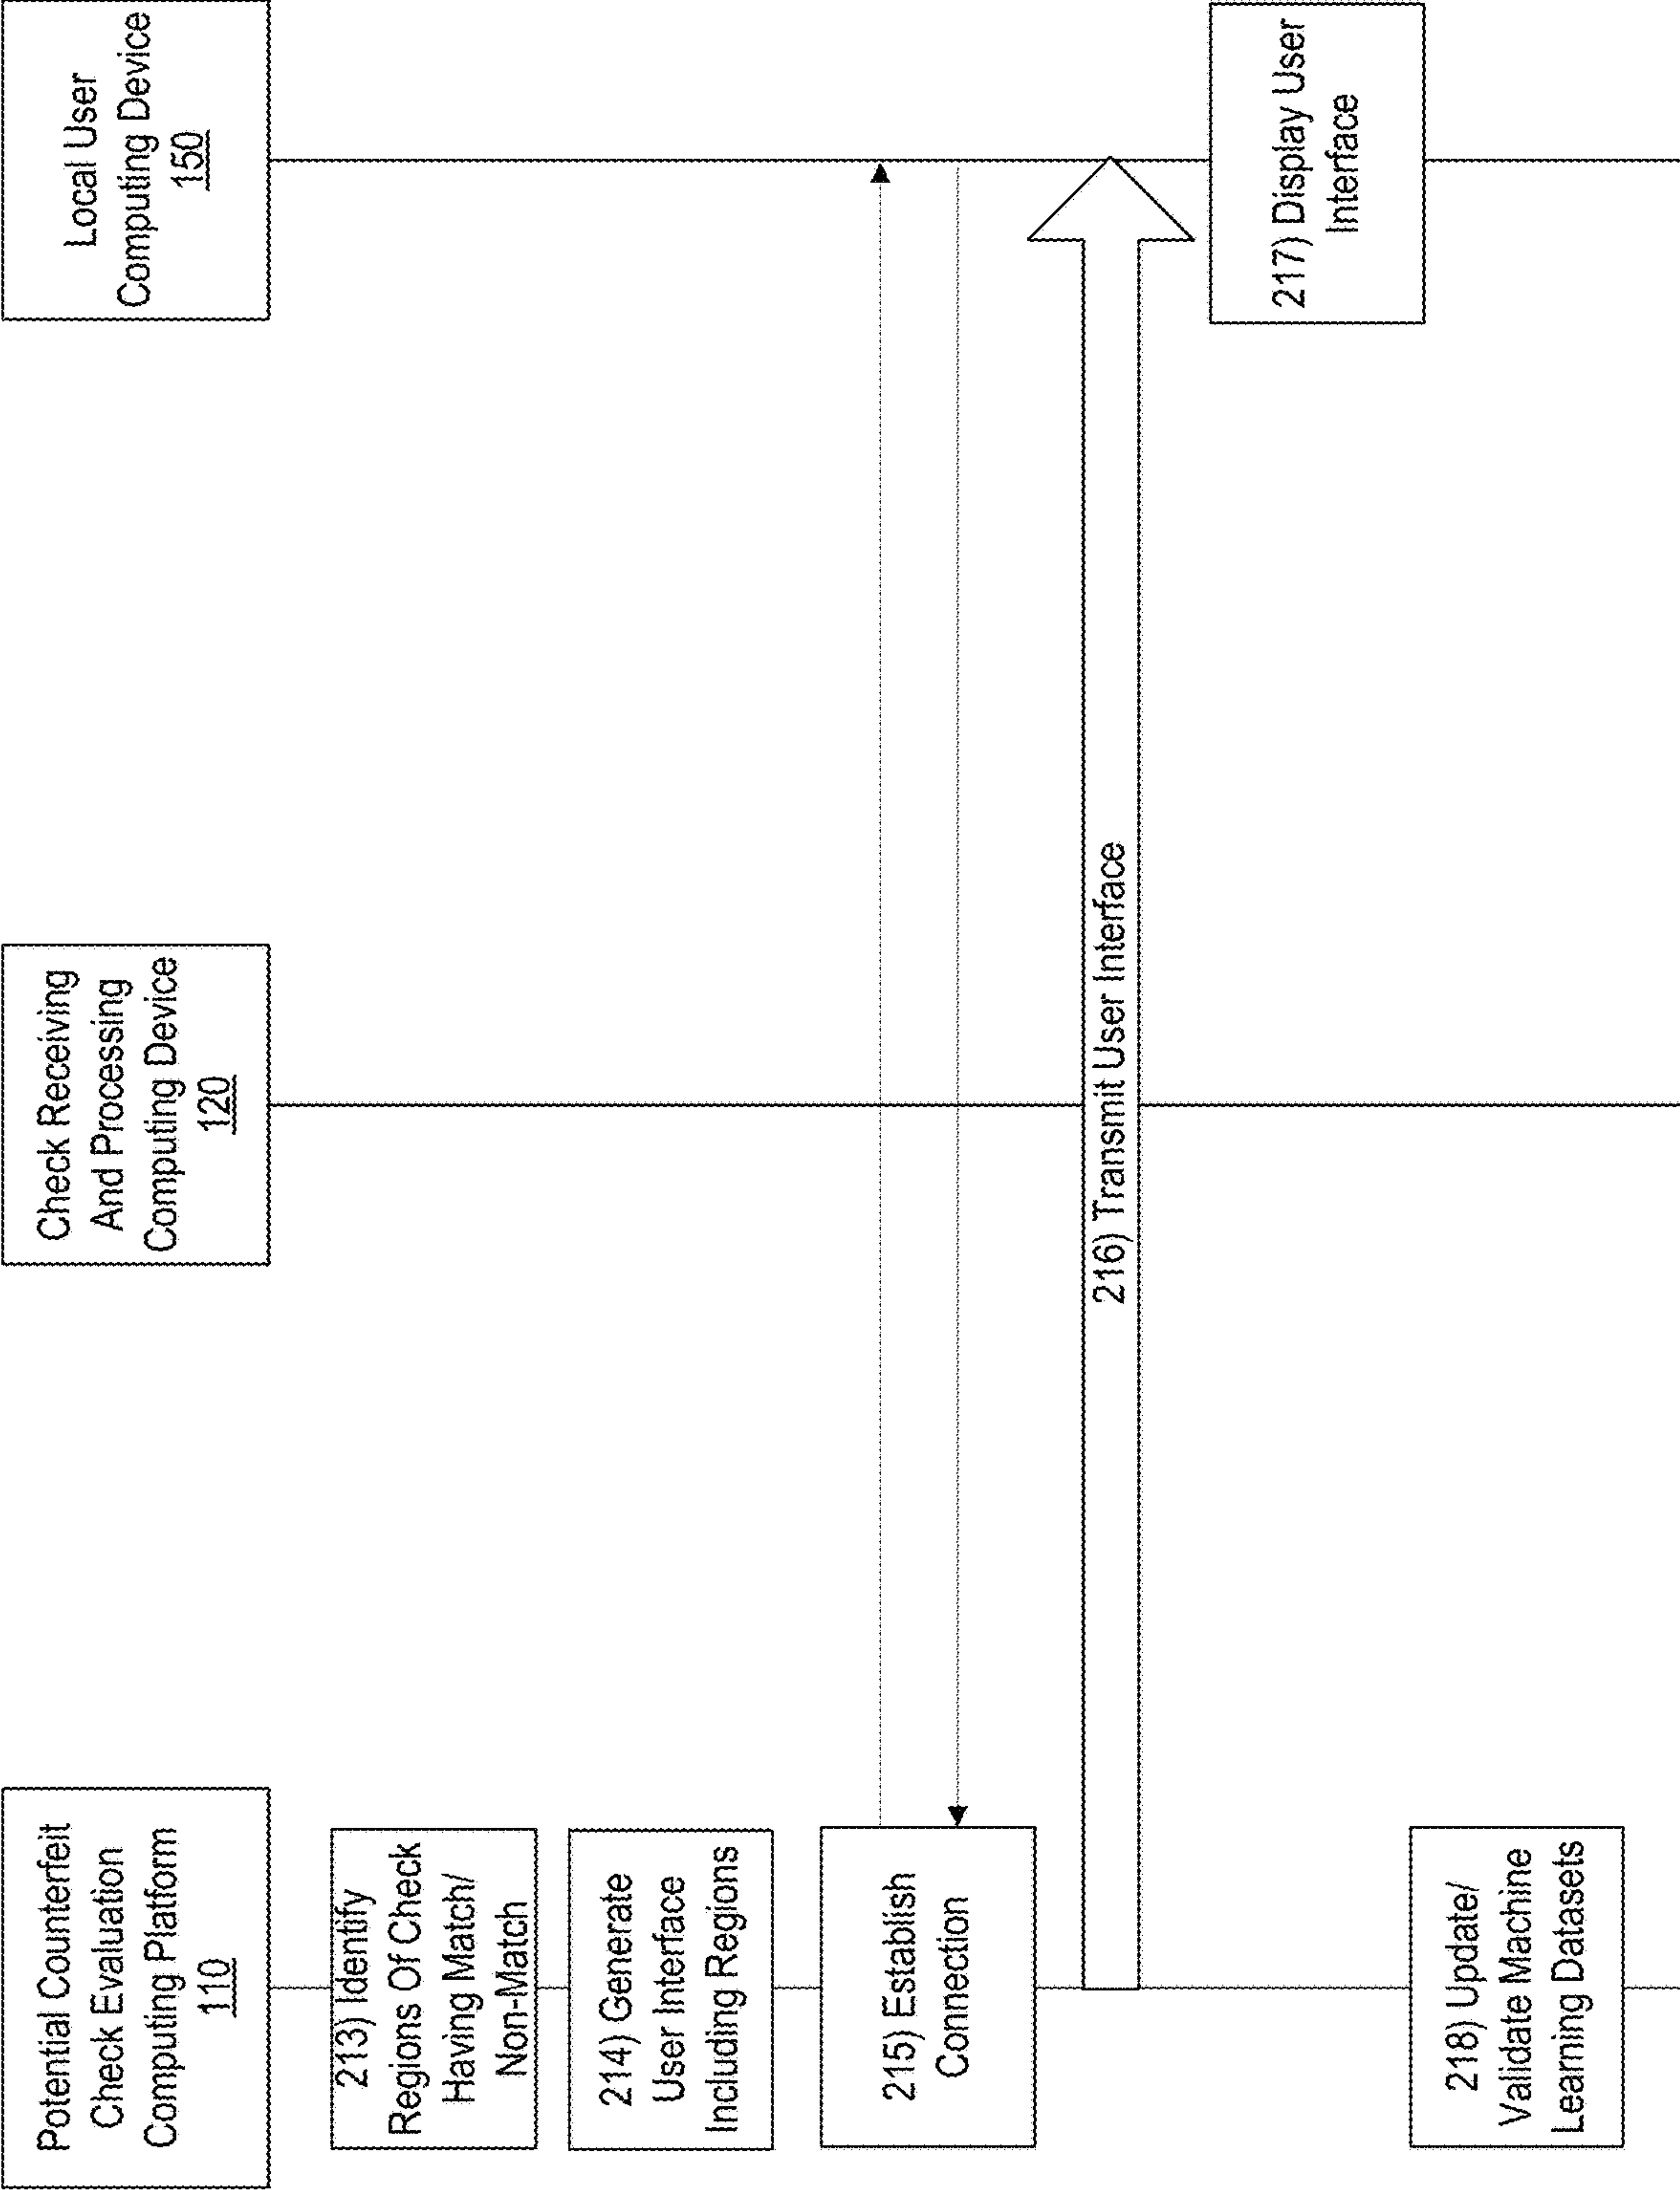 Potential Counterfeit
Check Evaluation
Computing Platform
110
Check Receiving
And Processing
Computing Device
120
Local User
Computing Device
150
213) Identify
Regions Of Check
Having Match/
Non-Match
214) Generate
User Interface
Including Regions
215) Establish
Connection
216) Transmit User Interface
217) Display User
Interface
218) Update/
Validate Machine
Learning Datasets